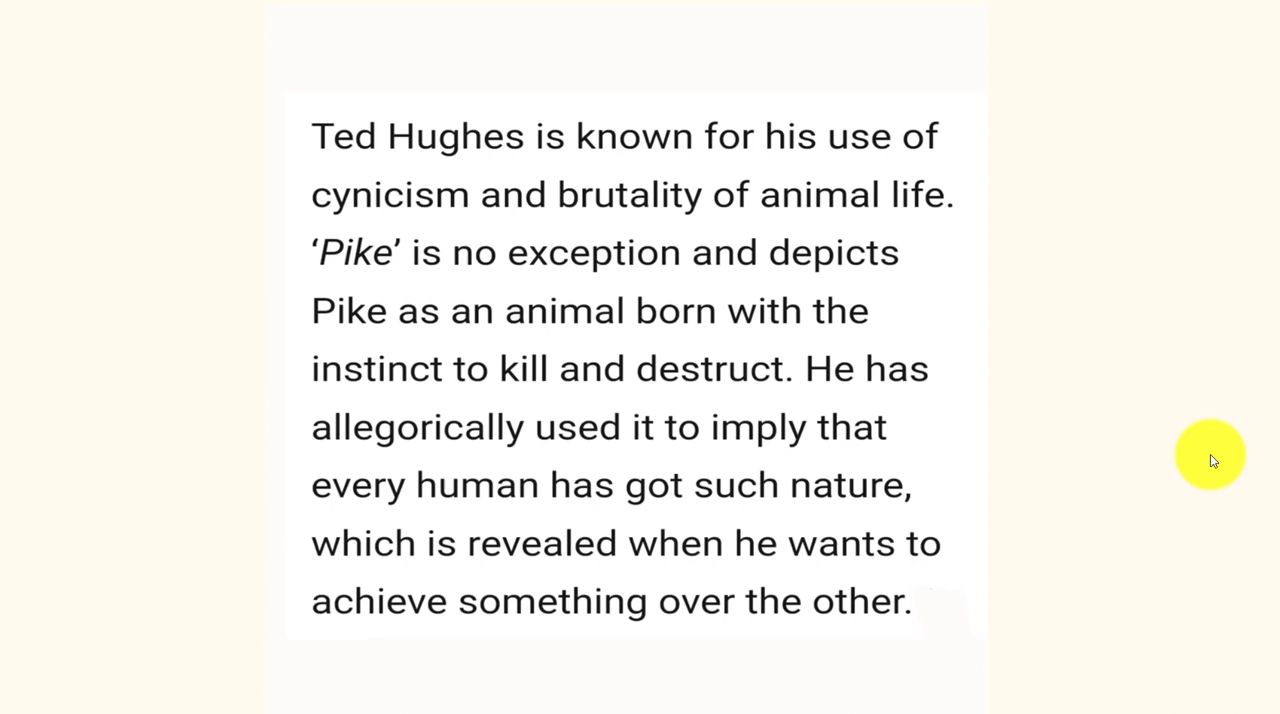 Ted Hughes is known for his use of
cynicism and brutality of animal life.
‘Pike’ is no exception and depicts
Pike as an animal born with the
instinct to kill and destruct. He has
allegorically used it to imply that
every human has got such nature,
which is revealed when he wants to
achieve something over the other.